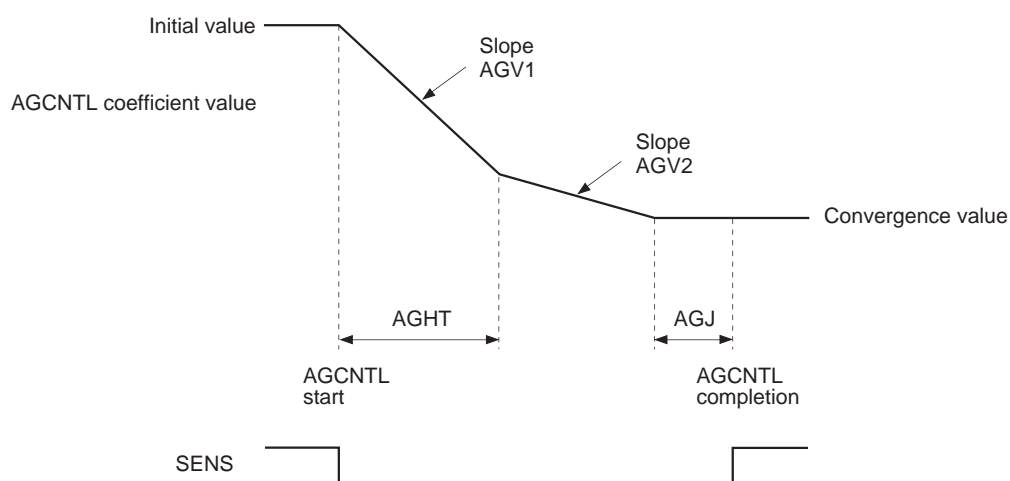 Initial value
Slope
AGV1
AGCNTL coefficient value
Slope
AGV2
Convergence value
AGHT
AGJ
AGCNTL
start
AGCNTL
completion
SENS